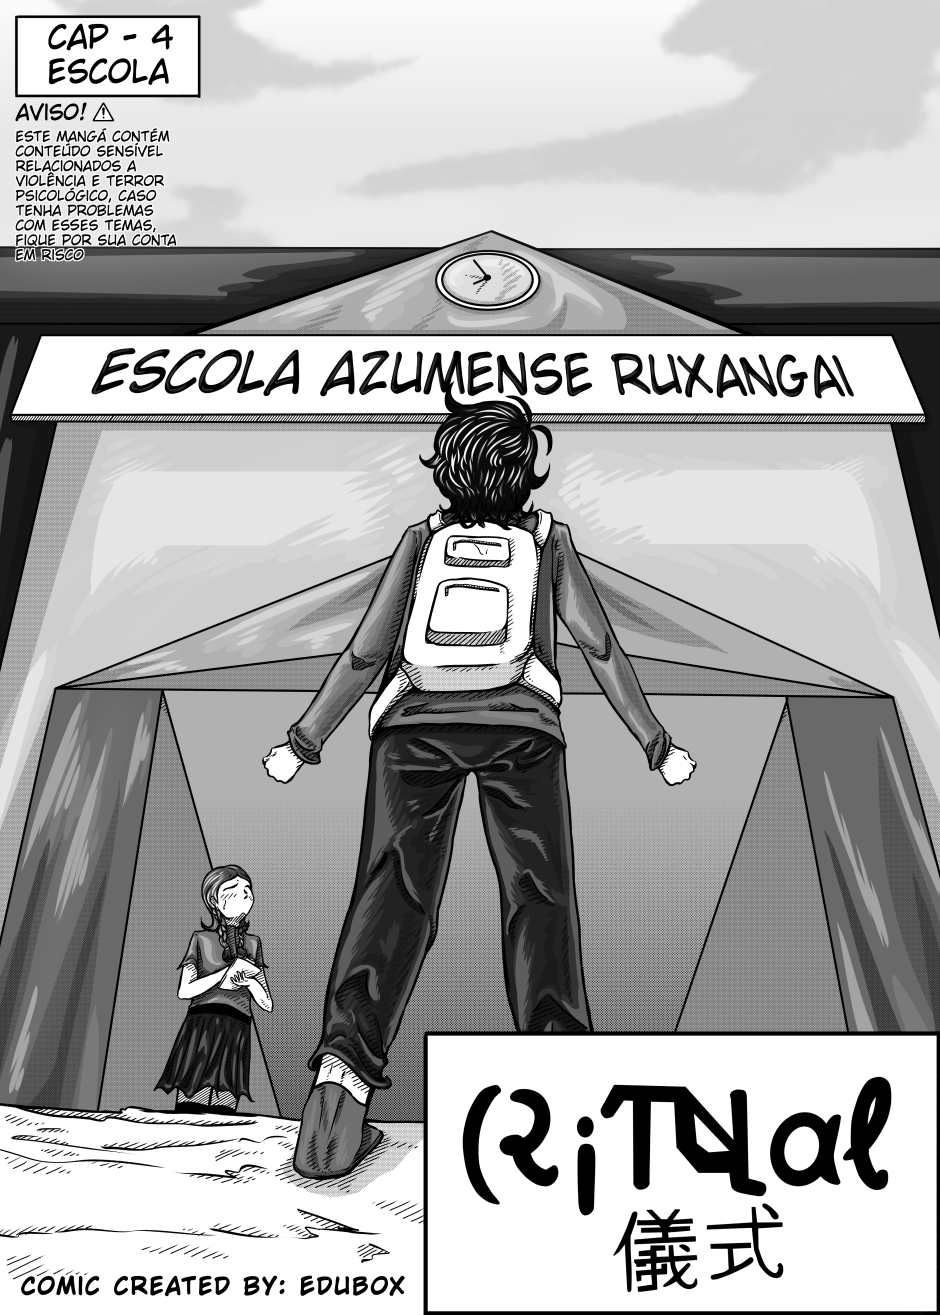 CAP - 4
ESCOLA
AVISO! ⚠
ESTE MANGÁ CONTÉM
CONTEÚDO SENSÍVEL
RELACIONADOS A
VIOLÊNCIA E TERROR
PSICOLÓGICO, CASO
TENHA PROBLEMAS
COM ESSES TEMAS,
FIQUE POR SUA CONTA
EM RISCO
ESCOLA AZUMENSE RUXANGAI
RiTUal
儀式
COMIC CREATED BY: EDUBOX